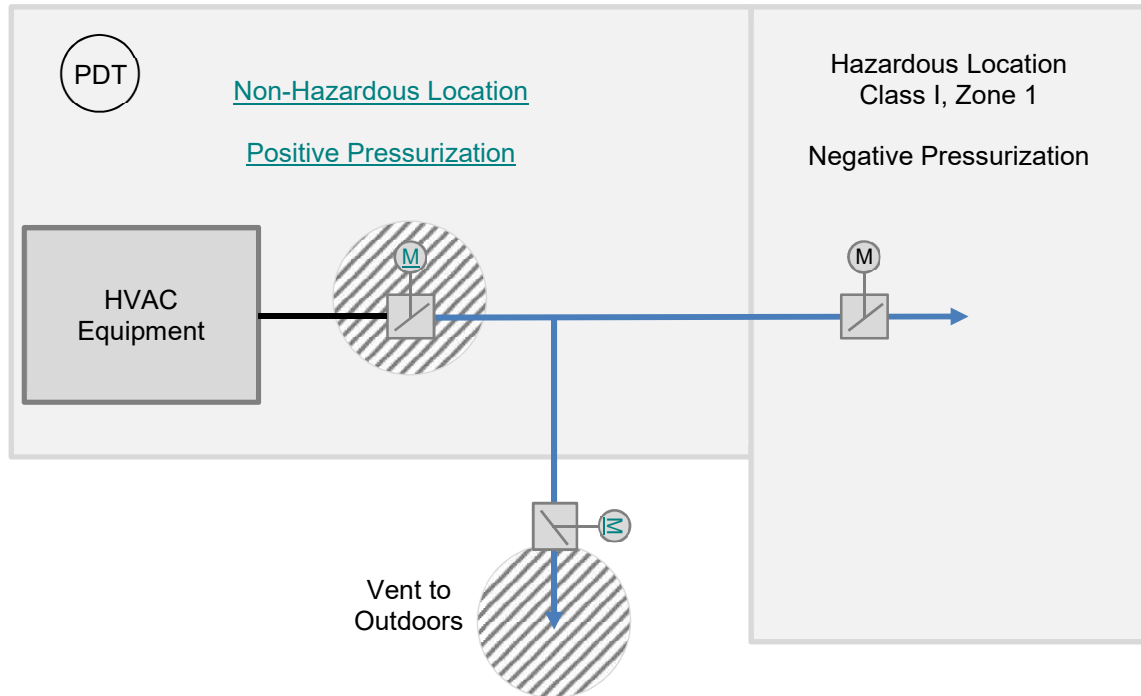 PDT
Non-Hazardous Location
Positive Pressurization
Hazardous Location
Class I, Zone 1
Negative Pressurization
HVAC
Equipment
M
M
M
Vent to
Outdoors